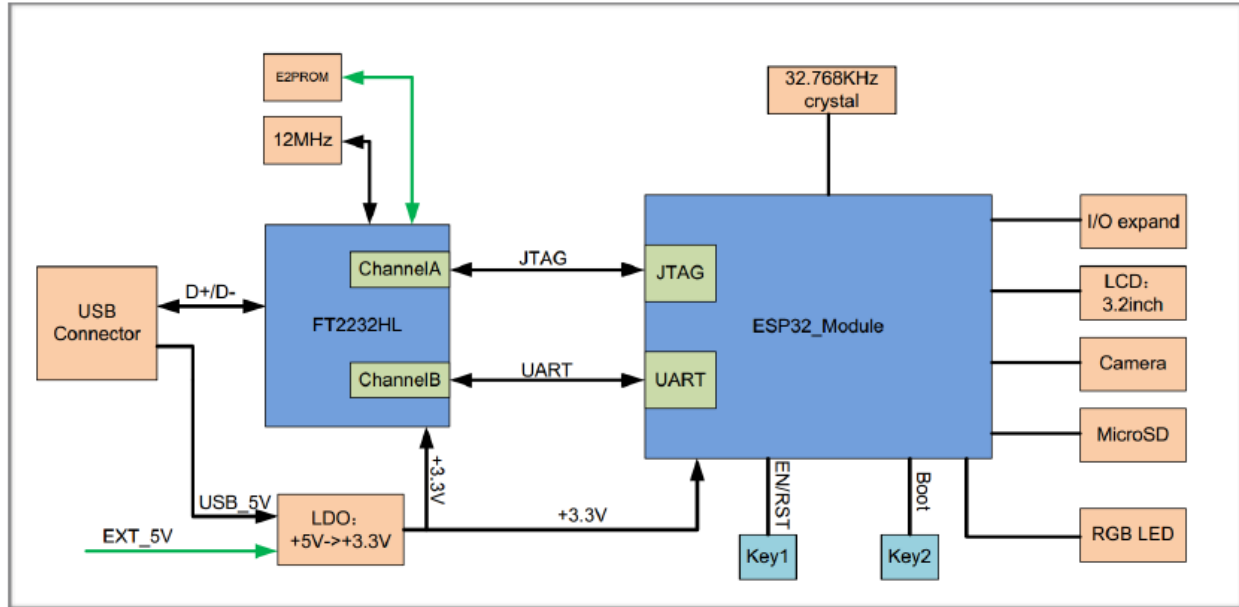 E2PROM
12MHz
32.768KHz
crystal
I/O expand
LCD：
3.2inch
Camera
MicroSD
RGB LED
USB
Connector
D+/D-
FT2232HL
ChannelA
ChannelB
JTAG
UART
JTAG
UART
ESP32_Module
USB_5V
EXT_5V
LDO：
+5V->+3.3V
+3.3V
+3.3V
EN/RST
Boot
Key1
Key2